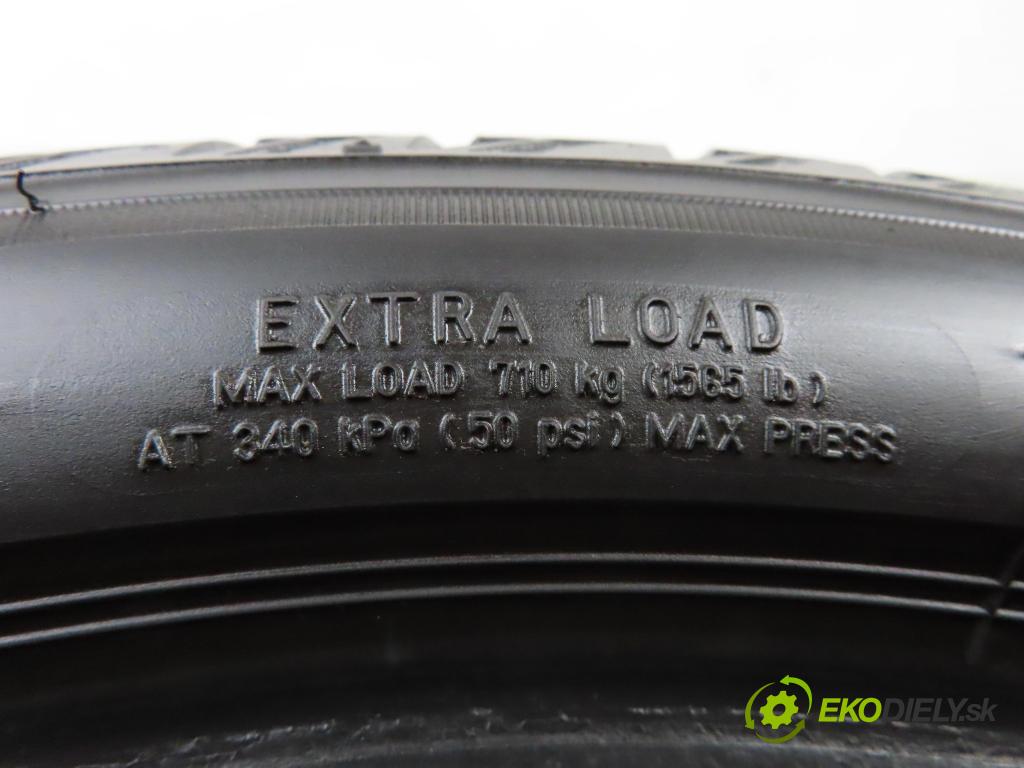 EXTRA LOAD
MAX LOAD 710 kg (1565 lb)
AT 340 kPa (50 psi) MAX PRESS
EKODIELY.sk